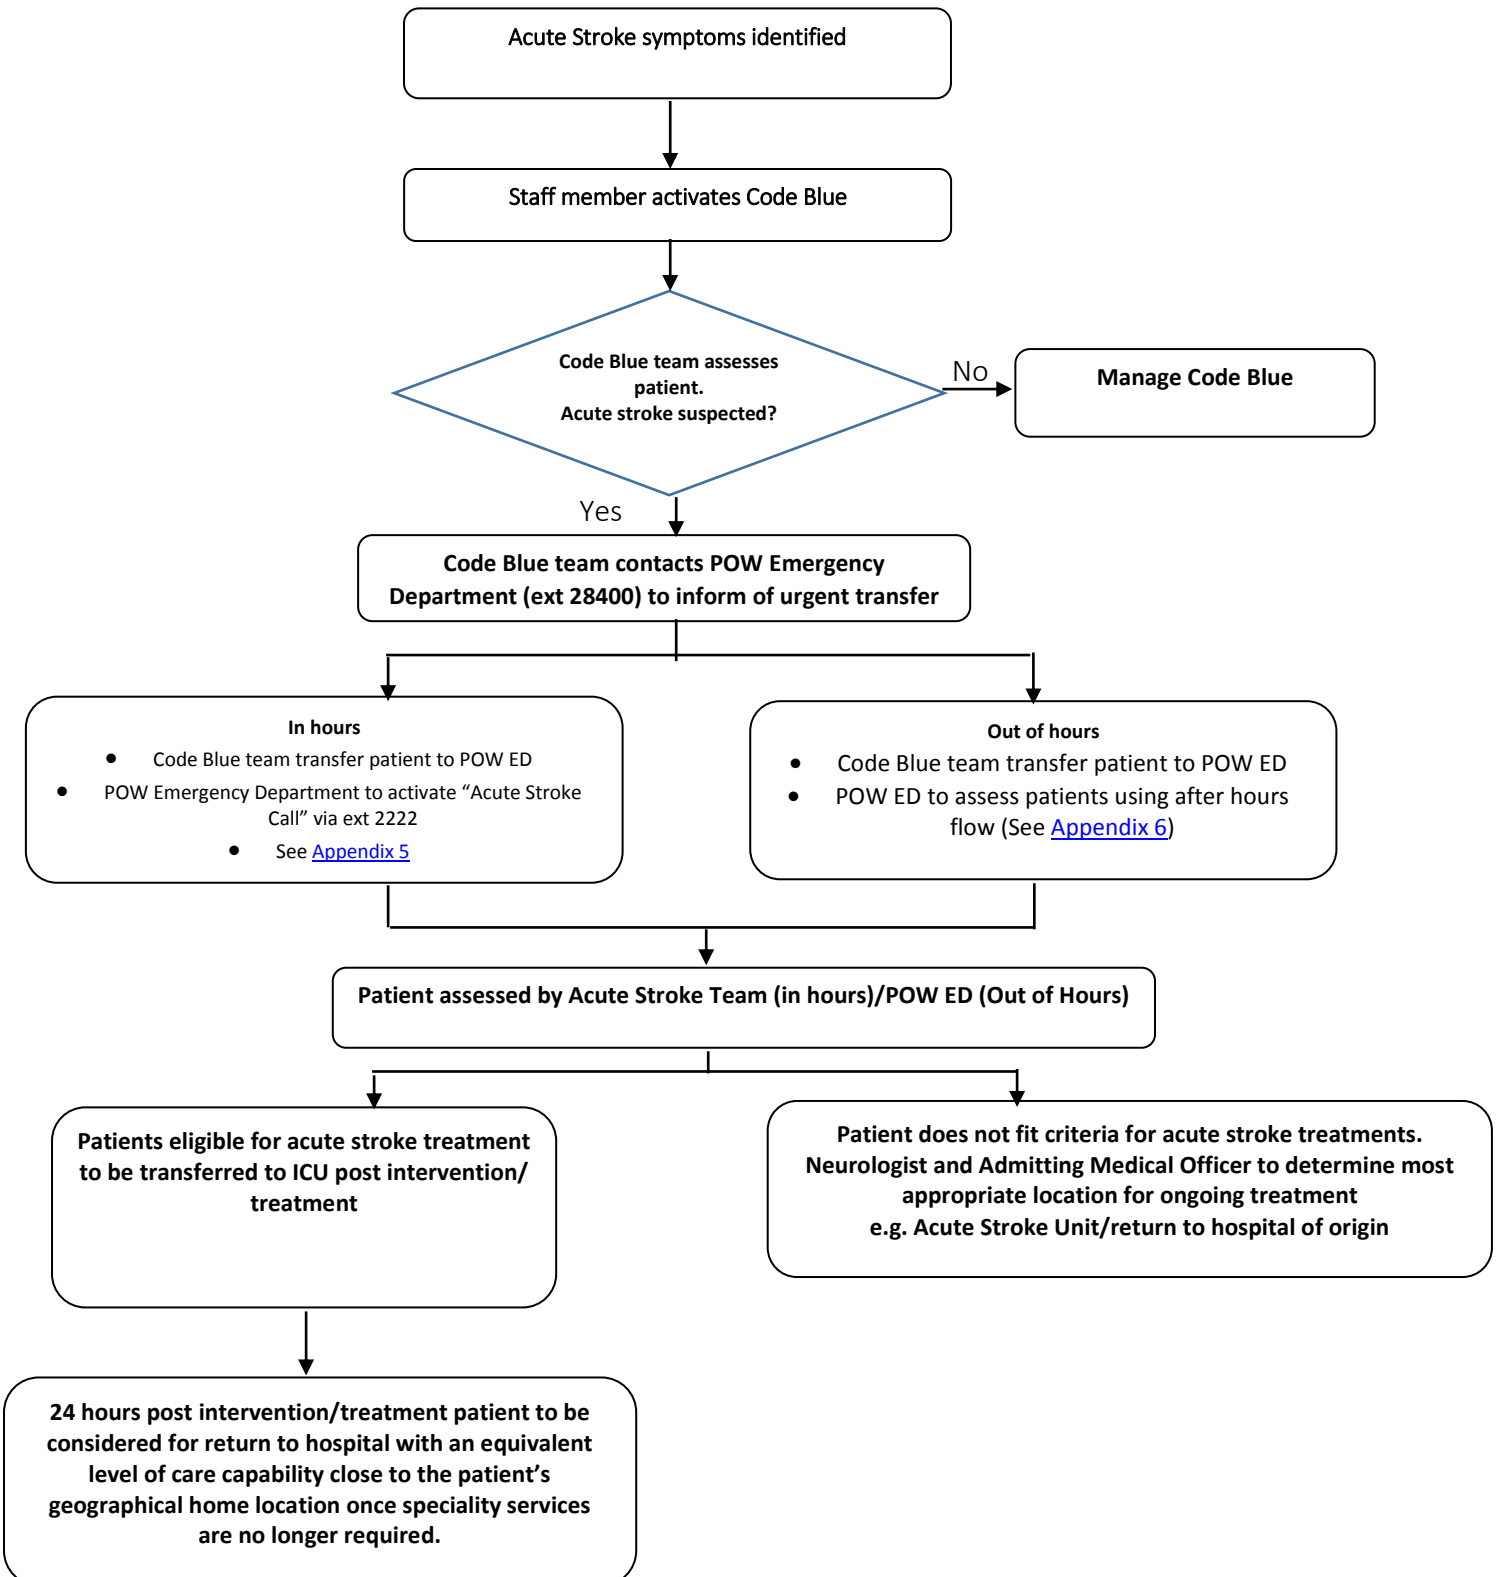 Acute Stroke symptoms identified
Staff member activates Code Blue
Code Blue team assesses
patient.
Acute stroke suspected?
No
Manage Code Blue
Yes
Code Blue team contacts POW Emergency
Department (ext 28400) to inform of urgent transfer
In hours
• Code Blue team transfer patient to POW ED
• POW Emergency Department to activate “Acute Stroke
Call” via ext 2222
• See Appendix 5
Out of hours
• Code Blue team transfer patient to POW ED
• POW ED to assess patients using after hours
flow (See Appendix 6)
Patient assessed by Acute Stroke Team (in hours)/POW ED (Out of Hours)
Patients eligible for acute stroke treatment
to be transferred to ICU post intervention/
treatment
Patient does not fit criteria for acute stroke treatments.
Neurologist and Admitting Medical Officer to determine most
appropriate location for ongoing treatment
e.g. Acute Stroke Unit/return to hospital of origin
24 hours post intervention/treatment patient to be
considered for return to hospital with an equivalent
level of care capability close to the patient’s
geographical home location once speciality services
are no longer required.